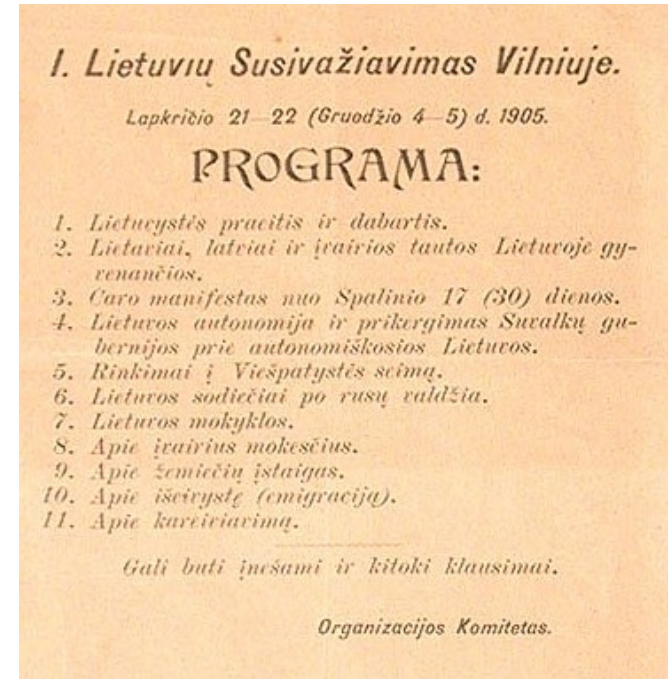 I. Lietuvių Susivažiavimas Vilniuje.
Lapkričio 21—22 (Gruodžio 4—5) d. 1905.
PROGRAMA:
1. Lietuvystės praeitis ir dabartis.
2. Lietuviai, latviai ir įvairios tautos Lietuvoje gy-
venančios.
3. Caro manifestas nuo Spalinio 17 (30) dienos.
4. Lietuvos autonomija ir prikergimas Suvalkų gu-
bernijos prie autonomiškosios Lietuvos.
5. Rinkimai į Viešpatystės seimą.
6. Lietuvos sodiečiai po rusų valdžia.
7. Lietuvos mokyklos.
8. Apie įvairius mokesčius.
9. Apie žemiečių įstaigas.
10. Apie išeivystę (emigraciją).
11. Apie kareiviavimą.
Gali buti įnešami ir kitoki klausimai.
Organizacijos Komitetas.